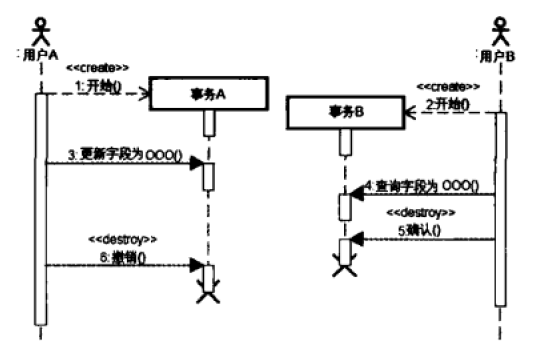 : 用户A
: 用户B
<<create>>
1: 开始()
事务A
<<create>>
2:开始()
事务B
3: 更新字段为 OOO()
4: 查询字段为 OOO()
<<destroy>>
5:确认()
<<destroy>>
6: 撤销()